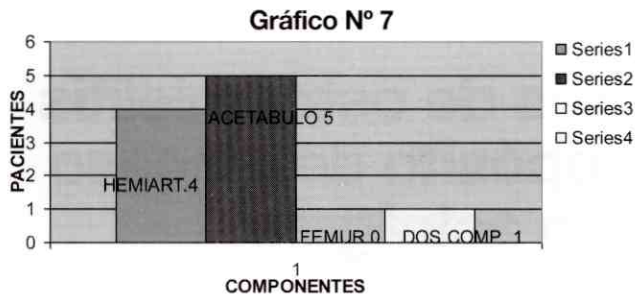 Gráfico Nº 7
6
5
4
3
2
1
0
PACIENTES
HEMIART.4
ACETABULO 5
FEMUR 0
DOS COMP. 1
1
COMPONENTES
Series1
Series2
Series3
Series4